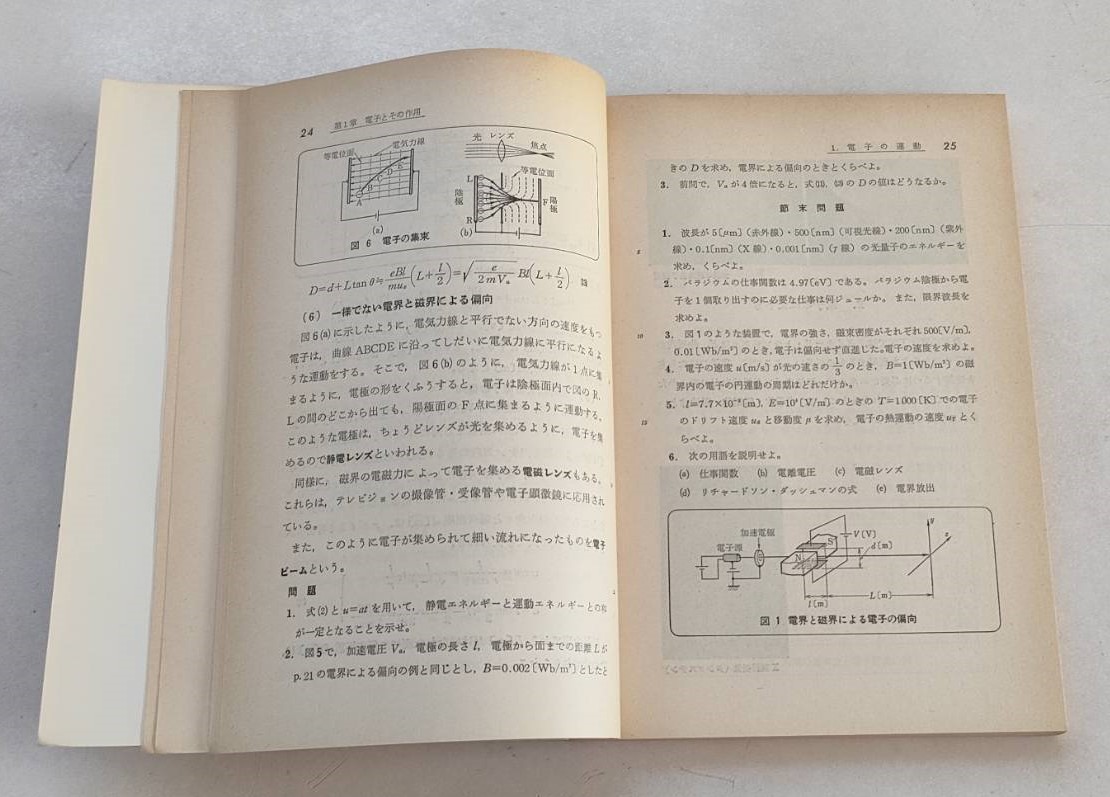 24 第1章 電子とその作用
等電位面
電気力線
A
B
C
D
E
(a)
光 レンズ
焦点
等電位面
L
陰極
R
F
陽極
(b)
図 6 電子の集束
D=d+L tan θ≒eBl/mu₀(L+l/2)=√(e/2mVₐ)Bl(L+l/2)
(6) 一様でない電界と磁界による偏向
図6(a)に示したように,電気力線と平行でない方向の速度をもつ
電子は,曲線 ABCDE に沿ってしだいに電気力線に平行になるよ
うな運動をする。そこで,図6(b)のように,電気力線が1点に集
まるように,電極の形をくふうすると,電子は陰極面内で図の R,
L の間のどこから出ても,陽極面の F 点に集まるように運動する。
このような電極は,ちょうどレンズが光を集めるように,電子を集
めるので静電レンズといわれる。
同様に,磁界の電磁力によって電子を集める電磁レンズもある。
これらは,テレビジョンの撮像管・受像管や電子顕微鏡に応用され
ている。
また,このように電子が集められて細い流れになったものを電子
ビームという。
問 題
1. 式(2)と u=at を用いて,静電エネルギーと運動エネルギーとの和
が一定となることを示せ。
2. 図5で,加速電圧 Vₐ, 電極の長さ l, 電極から面までの距離 L が
p.21の電界による偏向の例と同じとし,B=0.002〔Wb/m²〕としたと
1. 電子の運動 25
きの D を求め,電界による偏向のときとくらべよ。
3. 前問で,Vₐ が4倍になると,式⑾, ⒀の D の値はどうなるか。
節末問題
1. 波長が 5〔μm〕(赤外線)・500〔nm〕(可視光線)・200〔nm〕(紫外
線)・0.1〔nm〕(X 線)・0.001〔nm〕(γ 線)の光量子のエネルギーを
5
求め,くらべよ。
2. パラジウムの仕事関数は 4.97〔eV〕である。パラジウム陰極から電
子を1個取り出すのに必要な仕事は何ジュールか。また,限界波長を
求めよ。
10
3. 図1のような装置で,電界の強さ,磁束密度がそれぞれ500〔V/m〕,
0.01〔Wb/m²〕のとき,電子は偏向せず直進した。電子の速度を求めよ。
4. 電子の速度 u〔m/s〕が光の速さの 1/3 のとき,B=1〔Wb/m²〕の磁
界内の電子の円運動の周期はどれだけか。
5. l=7.7×10⁻⁸〔m〕, E=10⁴〔V/m〕のときの T=1000〔K〕での電子
15
のドリフト速度 u_d と移動度 μ を求め,電子の熱運動の速度 u_T とく
らべよ。
6. 次の用語を説明せよ。
(a) 仕事関数 (b) 電離電圧 (c) 電磁レンズ
(d) リチャードソン・ダッシュマンの式 (e) 電界放出
加速電極
電子源
N
S
V〔V〕
d〔m〕
l〔m〕
L〔m〕
y
z
図 1 電界と磁界による電子の偏向